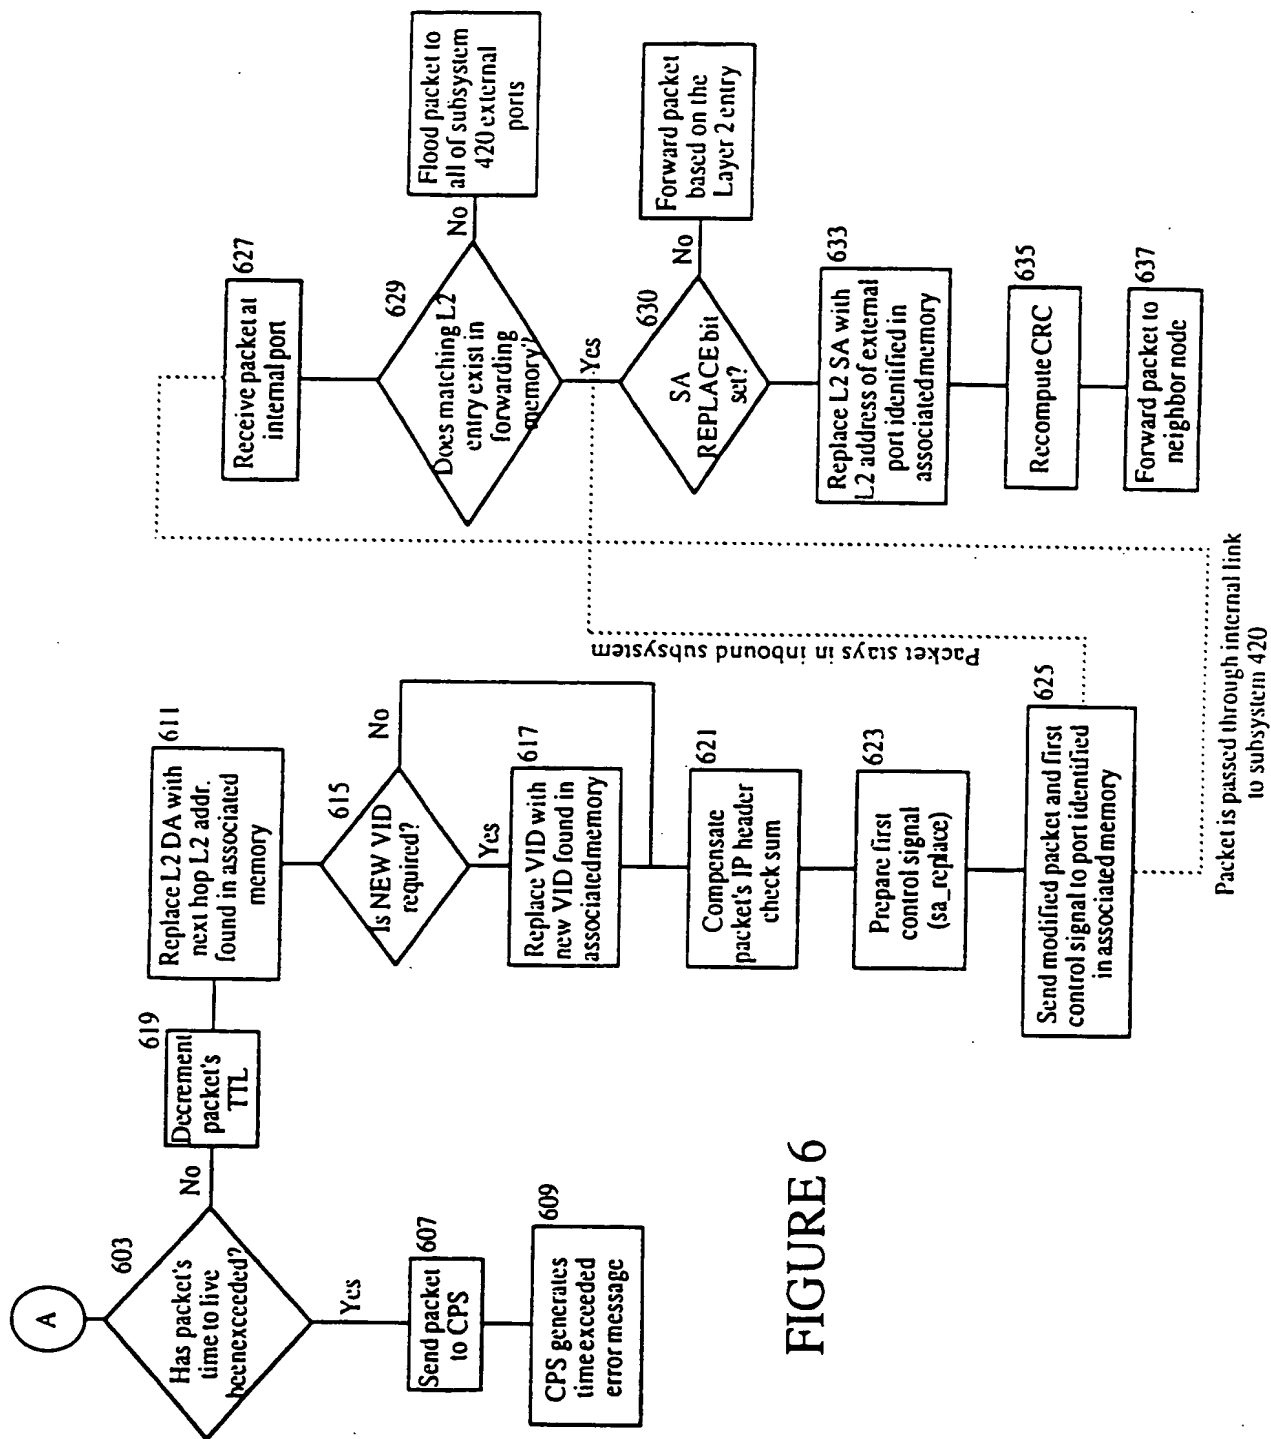 A
603
Has packet's
time to live
beenexceeded?
No
Yes
607
Send packet
to CPS
609
CPS generates
time exceeded
error message
619
Decrement
packet's
TTL
611
Replace L2 DA with
next hop L2 addr.
found in associated
memory
615
Is NEW VID
required?
No
Yes
617
Replace VID with
new VID found in
associatedmemory
621
Compensate
packet's IP header
check sum
623
Prepare first
control signal
(sa_replace)
625
Send modified packet and first
control signal to port identified
in associated memory
Packet stays in inbound subsystem
Packet is passed through internal link
to subsystem 420
627
Receive packet at
internal port
629
Does matching L2
entry exist in
forwarding
memory?
No
Flood packet to
all of subsystem
420 external
ports
Yes
630
SA
REPLACE bit
set?
No
Forward packet
based on the
Layer 2 entry
633
Replace L2 SA with
L2 address of external
port identified in
associatedmemory
635
Recompute CRC
637
Forward packet to
neighbor node
FIGURE 6